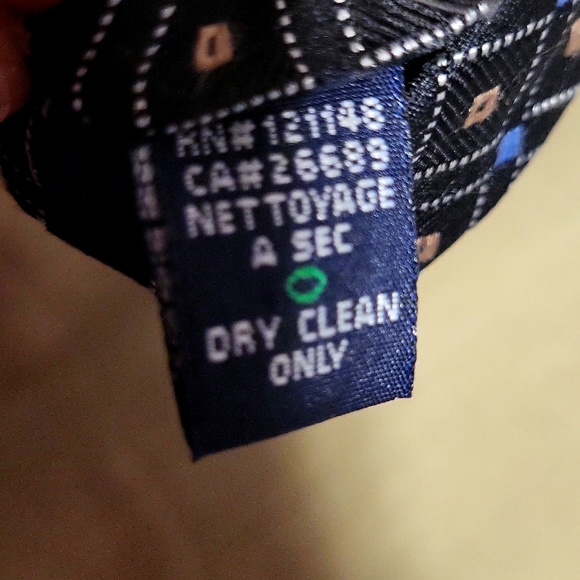 RN# 121148
CA# 26689
NETTOYAGE
A SEC
DRY CLEAN
ONLY